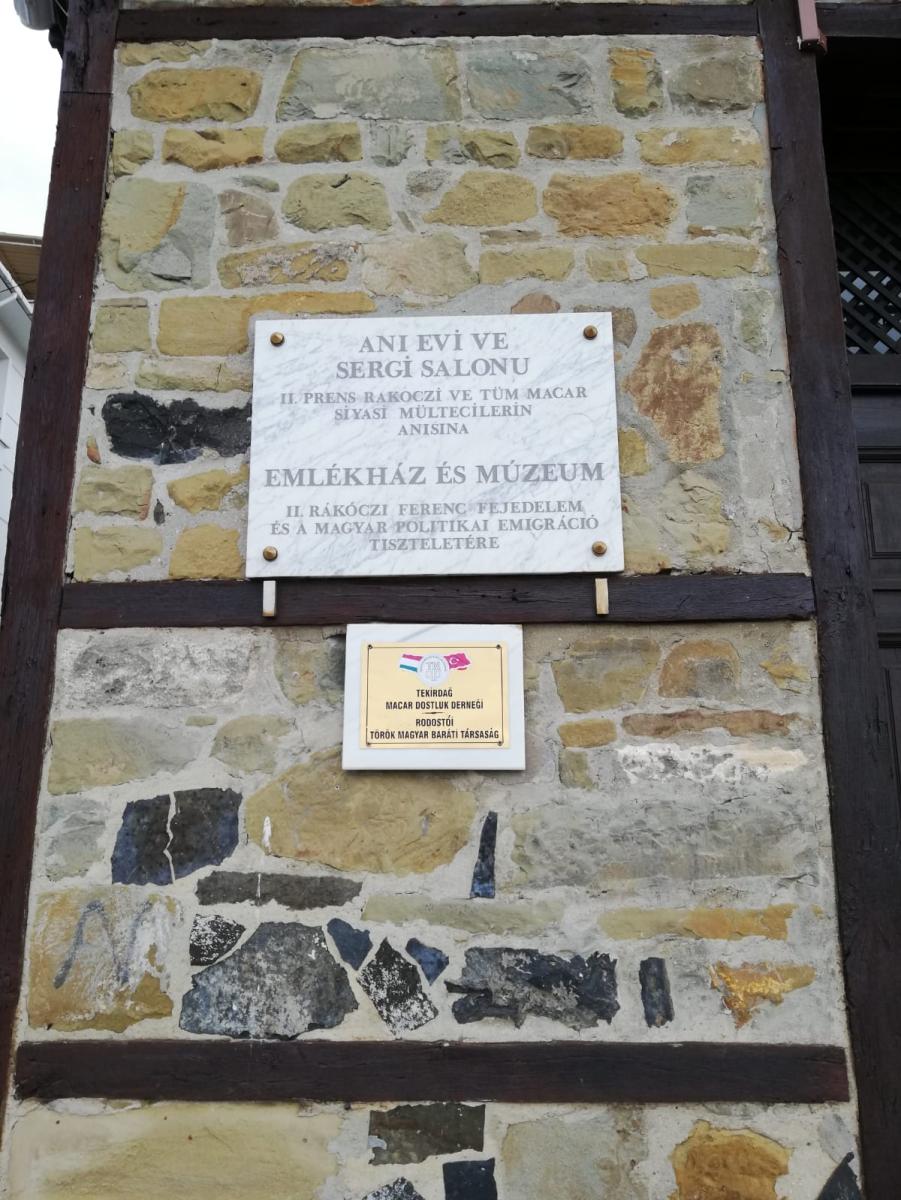 ANI EVİ VE
SERGİ SALONU
II. PRENS RAKÓCZİ VE TÜM MACAR
SİYASİ MÜLTECİLERİN
ANISINA
EMLÉKHÁZ ÉS MÚZEUM
II. RÁKÓCZI FERENC FEJEDELEM
ÉS A MAGYAR POLITIKAI EMIGRÁCIÓ
TISZTELETÉRE
TEKİRDAĞ
MACAR DOSTLUK DERNEĞİ
RODOSTÓI
TÖRÖK MAGYAR BARÁTI TÁRSASÁG